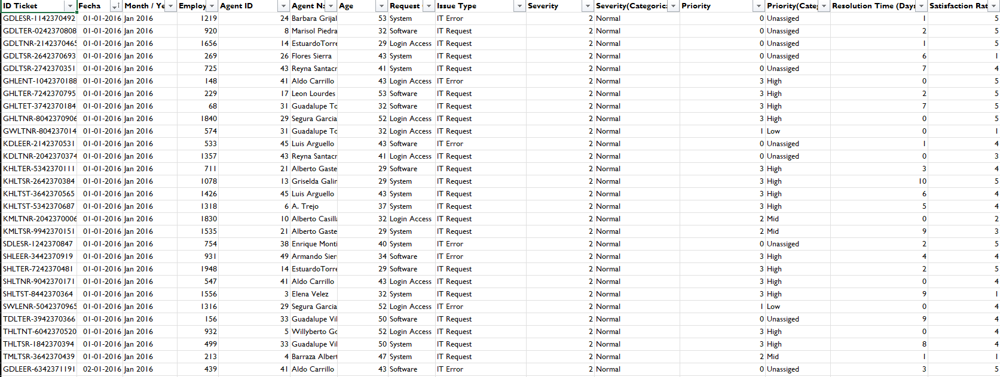 ID Ticket Fecha Month / Ye Employ Agent ID Agent N Age Request Issue Type Severity Severity(Categoric Priority Priority(Cate Resolution Time (Days Satisfaction Rat
GDLESR-1142370492 01-01-2016 Jan 2016 1219 24 Barbara Grijal 53 System IT Error 2 Normal 0 Unassiged 1 5
GDLTER-0242370808 01-01-2016 Jan 2016 920 8 Marisol Piedra 32 Software IT Request 2 Normal 0 Unassiged 2 5
GDLTNR-2142370465 01-01-2016 Jan 2016 1656 14 EstuardoTorre 29 Login Access IT Request 2 Normal 0 Unassiged 1 5
GDLTSR-2642370693 01-01-2016 Jan 2016 269 26 Flores Sierra 43 System IT Request 2 Normal 0 Unassiged 6 1
GDLTSR-2742370351 01-01-2016 Jan 2016 725 43 Reyna Santacr 41 System IT Request 2 Normal 0 Unassiged 7 4
GHLENT-1042370188 01-01-2016 Jan 2016 148 41 Aldo Carrillo 43 Login Access IT Error 2 Normal 3 High 0 5
GHLTER-7242370795 01-01-2016 Jan 2016 229 17 Leon Lourdes 53 Software IT Request 2 Normal 3 High 2 5
GHLTET-3742370184 01-01-2016 Jan 2016 68 31 Guadalupe To 32 Software IT Request 2 Normal 3 High 7 5
GHLTNR-8042370906 01-01-2016 Jan 2016 1840 29 Segura Garcia 52 Login Access IT Request 2 Normal 3 High 0 5
GWLTNR-804237014 01-01-2016 Jan 2016 574 31 Guadalupe To 32 Login Access IT Request 2 Normal 1 Low 0 1
KDLEER-2142370531 01-01-2016 Jan 2016 533 45 Luis Arguello 43 Software IT Error 2 Normal 0 Unassiged 1 4
KDLTNR-2042370374 01-01-2016 Jan 2016 1357 43 Reyna Santacr 41 Login Access IT Request 2 Normal 0 Unassiged 0 3
KHLTER-5342370111 01-01-2016 Jan 2016 711 21 Alberto Gaste 29 Software IT Request 2 Normal 3 High 3 4
KHLTSR-2642370384 01-01-2016 Jan 2016 1078 13 Griselda Galir 29 System IT Request 2 Normal 3 High 10 5
KHLTST-3642370565 01-01-2016 Jan 2016 1426 45 Luis Arguello 43 System IT Request 2 Normal 3 High 6 4
KHLTST-5342370687 01-01-2016 Jan 2016 1318 6 A. Trejo 37 System IT Request 2 Normal 3 High 5 4
KMLTNR-2042370006 01-01-2016 Jan 2016 1830 10 Alberto Casilla 32 Login Access IT Request 2 Normal 2 Mid 0 2
KMLTSR-9942370151 01-01-2016 Jan 2016 1535 21 Alberto Gaste 29 System IT Request 2 Normal 2 Mid 9 3
SDLESR-1242370847 01-01-2016 Jan 2016 754 38 Enrique Monti 40 System IT Error 2 Normal 0 Unassiged 2 5
SHLEER-3442370919 01-01-2016 Jan 2016 931 49 Armando Sier 34 Software IT Error 2 Normal 3 High 4 4
SHLTER-7242370481 01-01-2016 Jan 2016 1948 14 EstuardoTorre 29 Software IT Request 2 Normal 3 High 2 5
SHLTNR-9042370171 01-01-2016 Jan 2016 547 41 Aldo Carrillo 43 Login Access IT Request 2 Normal 3 High 0 4
SHLTST-8442370364 01-01-2016 Jan 2016 1556 3 Elena Velez 32 System IT Request 2 Normal 3 High 9 1
SWLENR-5042370965 01-01-2016 Jan 2016 1316 29 Segura Garcia 52 Login Access IT Error 2 Normal 1 Low 0 4
TDLTER-3942370366 01-01-2016 Jan 2016 156 33 Guadalupe Vil 50 Software IT Request 2 Normal 0 Unassiged 9 4
THLTNT-6042370520 01-01-2016 Jan 2016 932 5 Willyberto Go 52 Login Access IT Request 2 Normal 3 High 0 4
THLTSR-1842370394 01-01-2016 Jan 2016 499 33 Guadalupe Vil 50 System IT Request 2 Normal 3 High 8 4
TMLTSR-3642370439 01-01-2016 Jan 2016 213 4 Barraza Albert 47 System IT Request 2 Normal 2 Mid 1 1
GDLEER-6342371191 02-01-2016 Jan 2016 439 41 Aldo Carrillo 43 Software IT Error 2 Normal 0 Unassiged 3 5